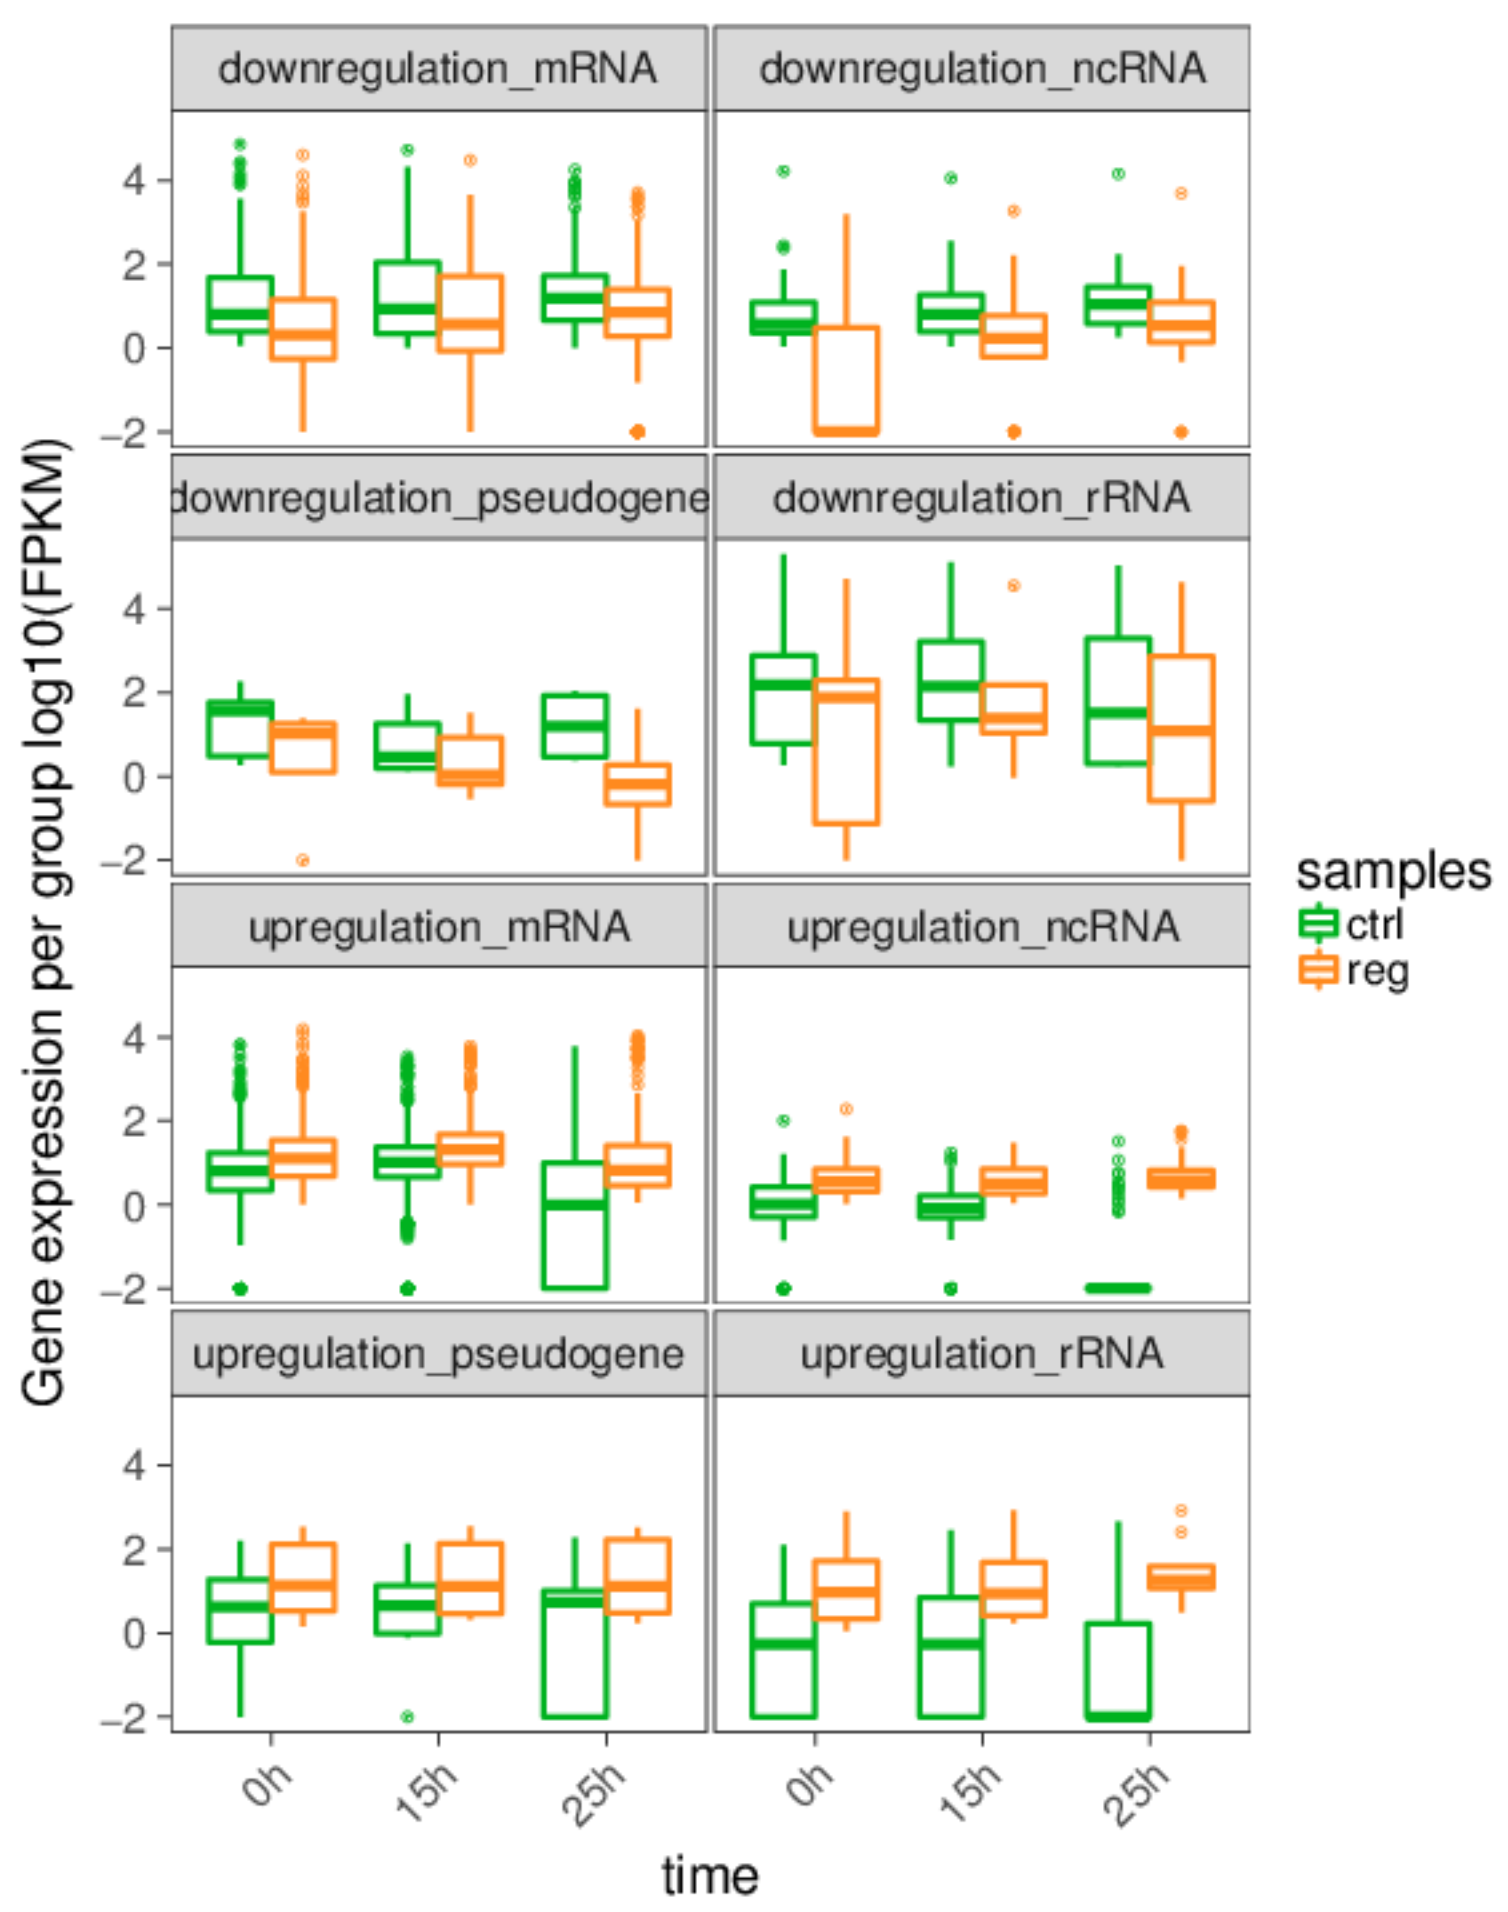 downregulation_mRNA
downregulation_ncRNA
4
2
0
−2
downregulation_pseudogene
downregulation_rRNA
4
2
0
−2
upregulation_mRNA
upregulation_ncRNA
4
2
0
−2
upregulation_pseudogene
upregulation_rRNA
4
2
0
−2
0h
15h
25h
0h
15h
25h
time
Gene expression per group log10(FPKM)
samples
ctrl
reg